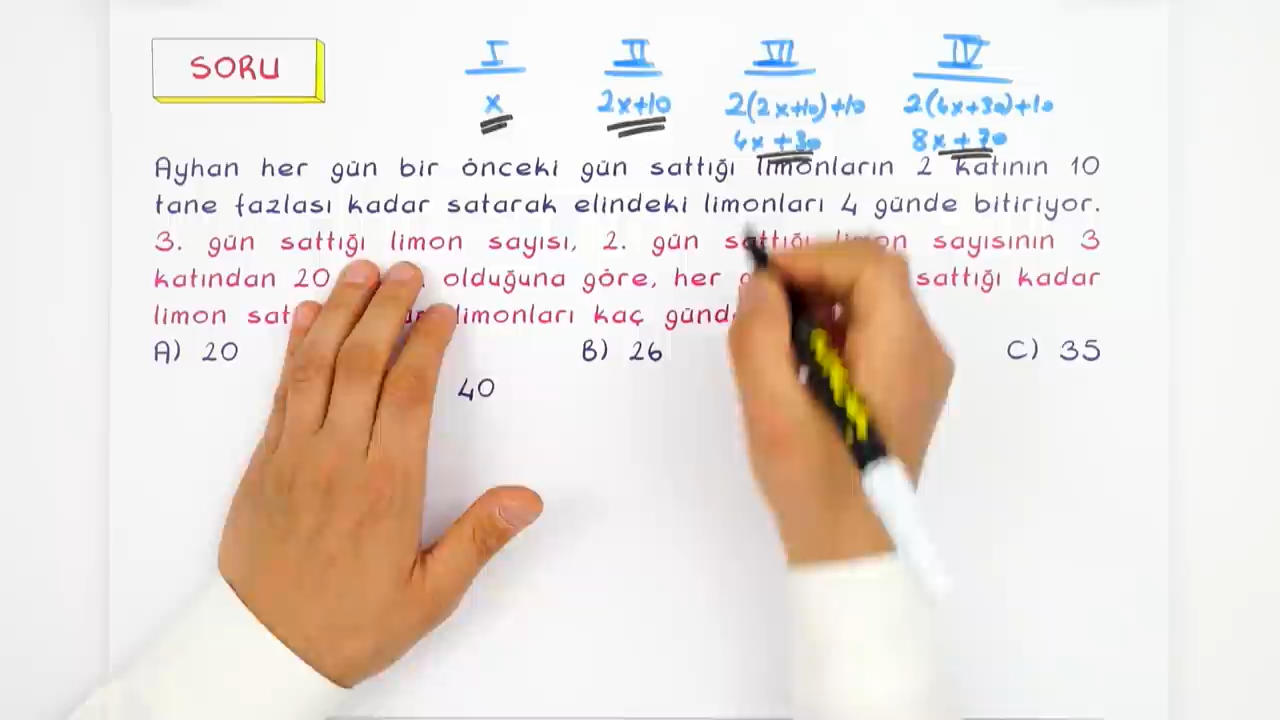 SORU
I II III IV
x 2x+10 2(2x+10)+10 2(4x+30)+10
4x+30 8x+70
Ayhan her gün bir önceki gün sattığı limonların 2 katının 10
tane fazlası kadar satarak elindeki limonları 4 günde bitiriyor.
3. gün sattığı limon sayısı, 2. gün sattığı limon sayısının 3
katından 20 olduğuna göre, her sattığı kadar
limon limonları kaç
A) 20 B) 26 C) 35
40